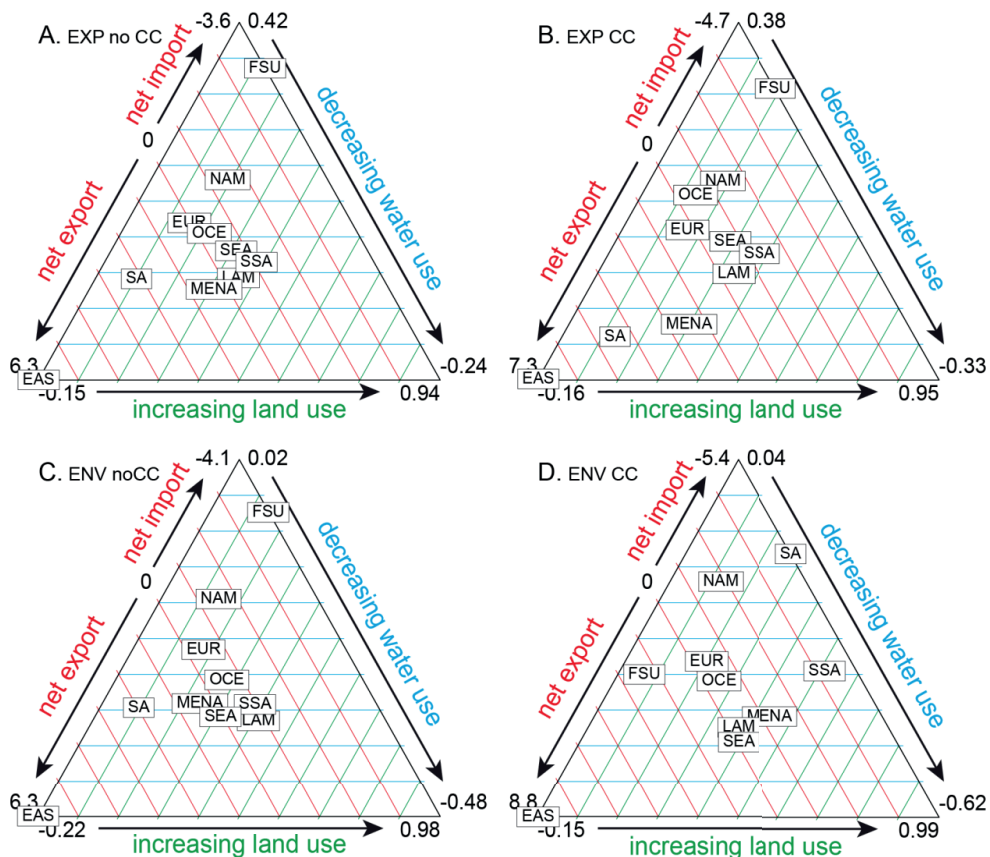 A. EXP no CC
-3.6 0.42
net import
0
net export
decreasing water use
FSU
NAM
EUR
OCE
SEA
SSA
SA
LAM
MENA
6.3
EAS
-0.15
increasing land use
0.94
-0.24
B. EXP CC
-4.7 0.38
net import
0
net export
decreasing water use
FSU
NAM
OCE
EUR
SEA
SSA
LAM
MENA
SA
7.3
EAS
-0.16
increasing land use
0.95
-0.33
C. ENV noCC
-4.1 0.02
net import
0
net export
decreasing water use
FSU
NAM
EUR
OCE
SA
MENA
SSA
SEA
LAM
6.3
EAS
-0.22
increasing land use
0.98
-0.48
D. ENV CC
-5.4 0.04
net import
0
net export
decreasing water use
SA
NAM
EUR
FSU
SSA
OCE
MENA
LAM
SEA
8.8
EAS
-0.15
increasing land use
0.99
-0.62